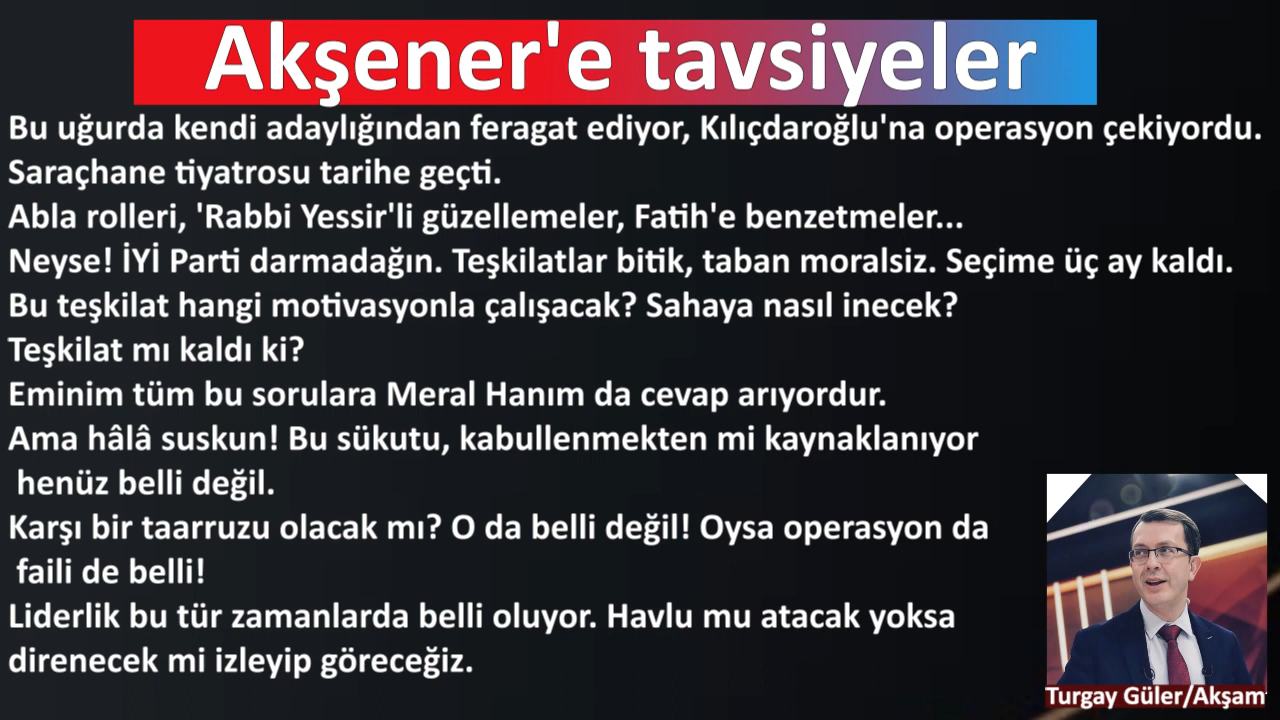 Akşener'e tavsiyeler
Bu uğurda kendi adaylığından feragat ediyor, Kılıçdaroğlu'na operasyon çekiyordu.
Saraçhane tiyatrosu tarihe geçti.
Abla rolleri, 'Rabbi Yessir'li güzellemeler, Fatih'e benzetmeler...
Neyse! İYİ Parti darmadağın. Teşkilatlar bitik, taban moralsiz. Seçime üç ay kaldı.
Bu teşkilat hangi motivasyonla çalışacak? Sahaya nasıl inecek?
Teşkilat mı kaldı ki?
Eminim tüm bu sorulara Meral Hanım da cevap arıyordur.
Ama hâlâ suskun! Bu sükutu, kabullenmekten mi kaynaklanıyor
henüz belli değil.
Karşı bir taarruzu olacak mı? O da belli değil! Oysa operasyon da
faili de belli!
Liderlik bu tür zamanlarda belli oluyor. Havlu mu atacak yoksa
direnecek mi izleyip göreceğiz.
Turgay Güler/Akşam